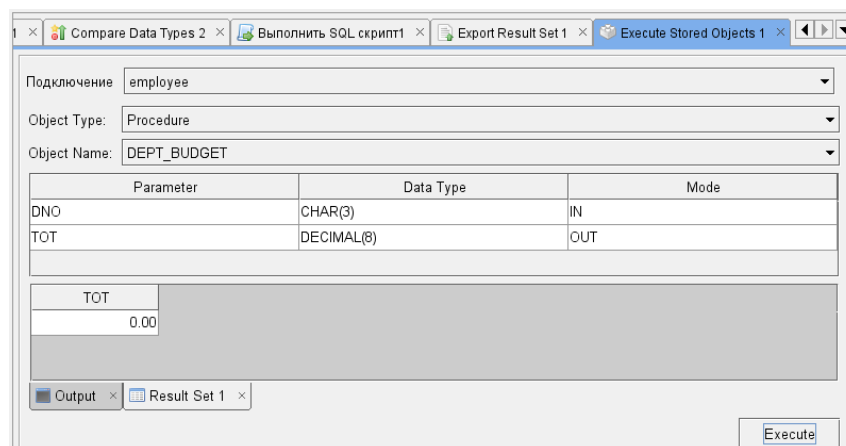 1 Compare Data Types 2 Выполнить SQL скрипт1 Export Result Set 1 Execute Stored Objects 1
Подключение employee
Object Type: Procedure
Object Name: DEPT_BUDGET
Parameter Data Type Mode
DNO CHAR(3) IN
TOT DECIMAL(8) OUT
TOT
0.00
Output Result Set 1
Execute